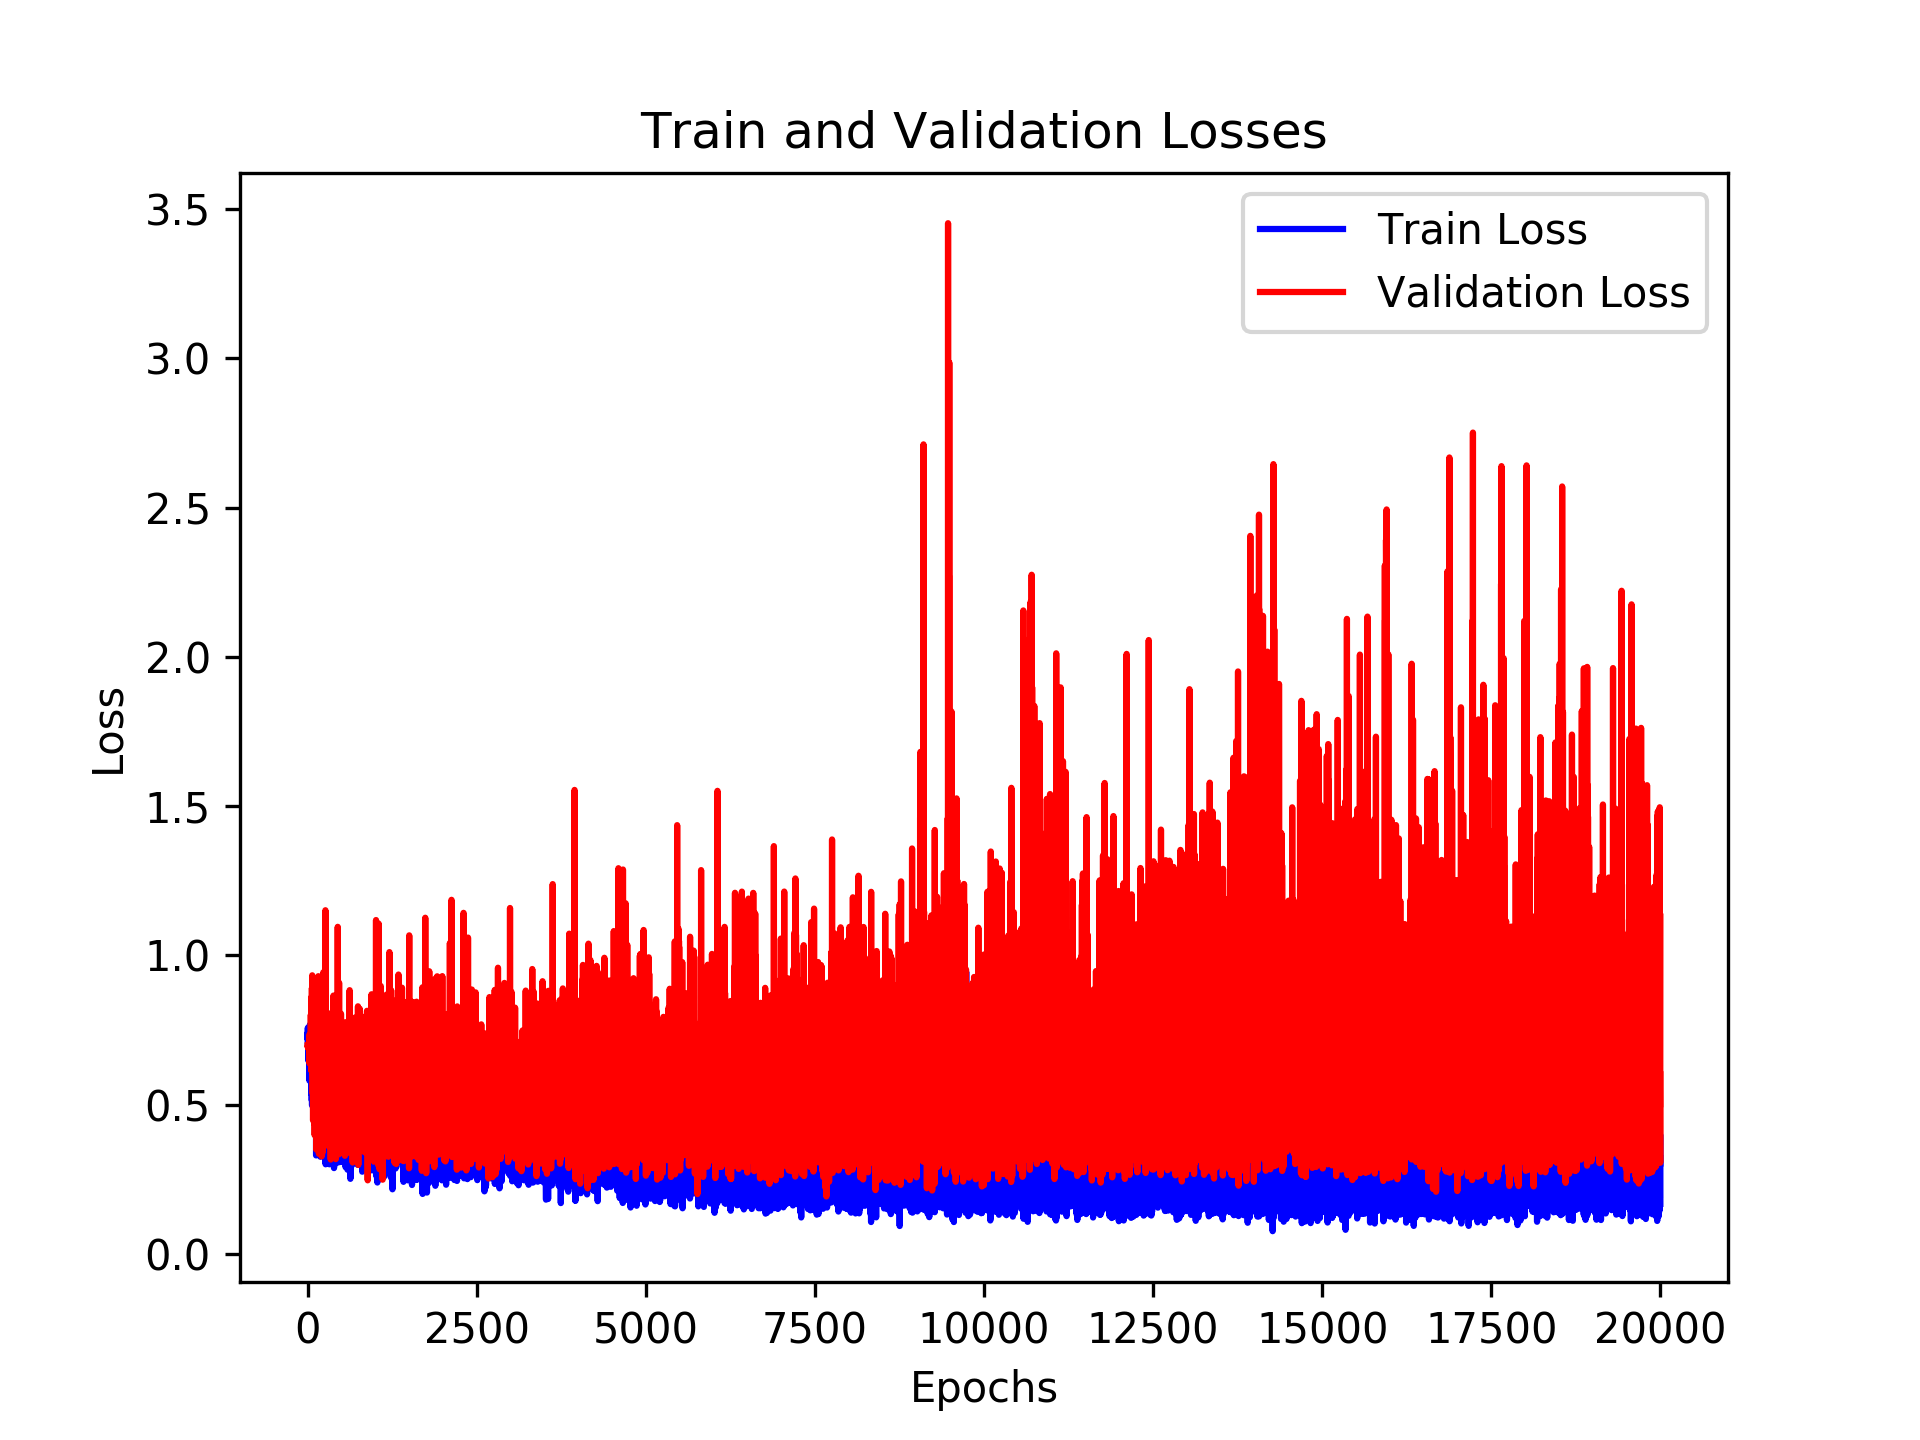 Train and Validation Losses
Train Loss
Validation Loss
3.5
3.0
2.5
2.0
1.5
1.0
0.5
0.0
Loss
0 2500 5000 7500 10000 12500 15000 17500 20000
Epochs